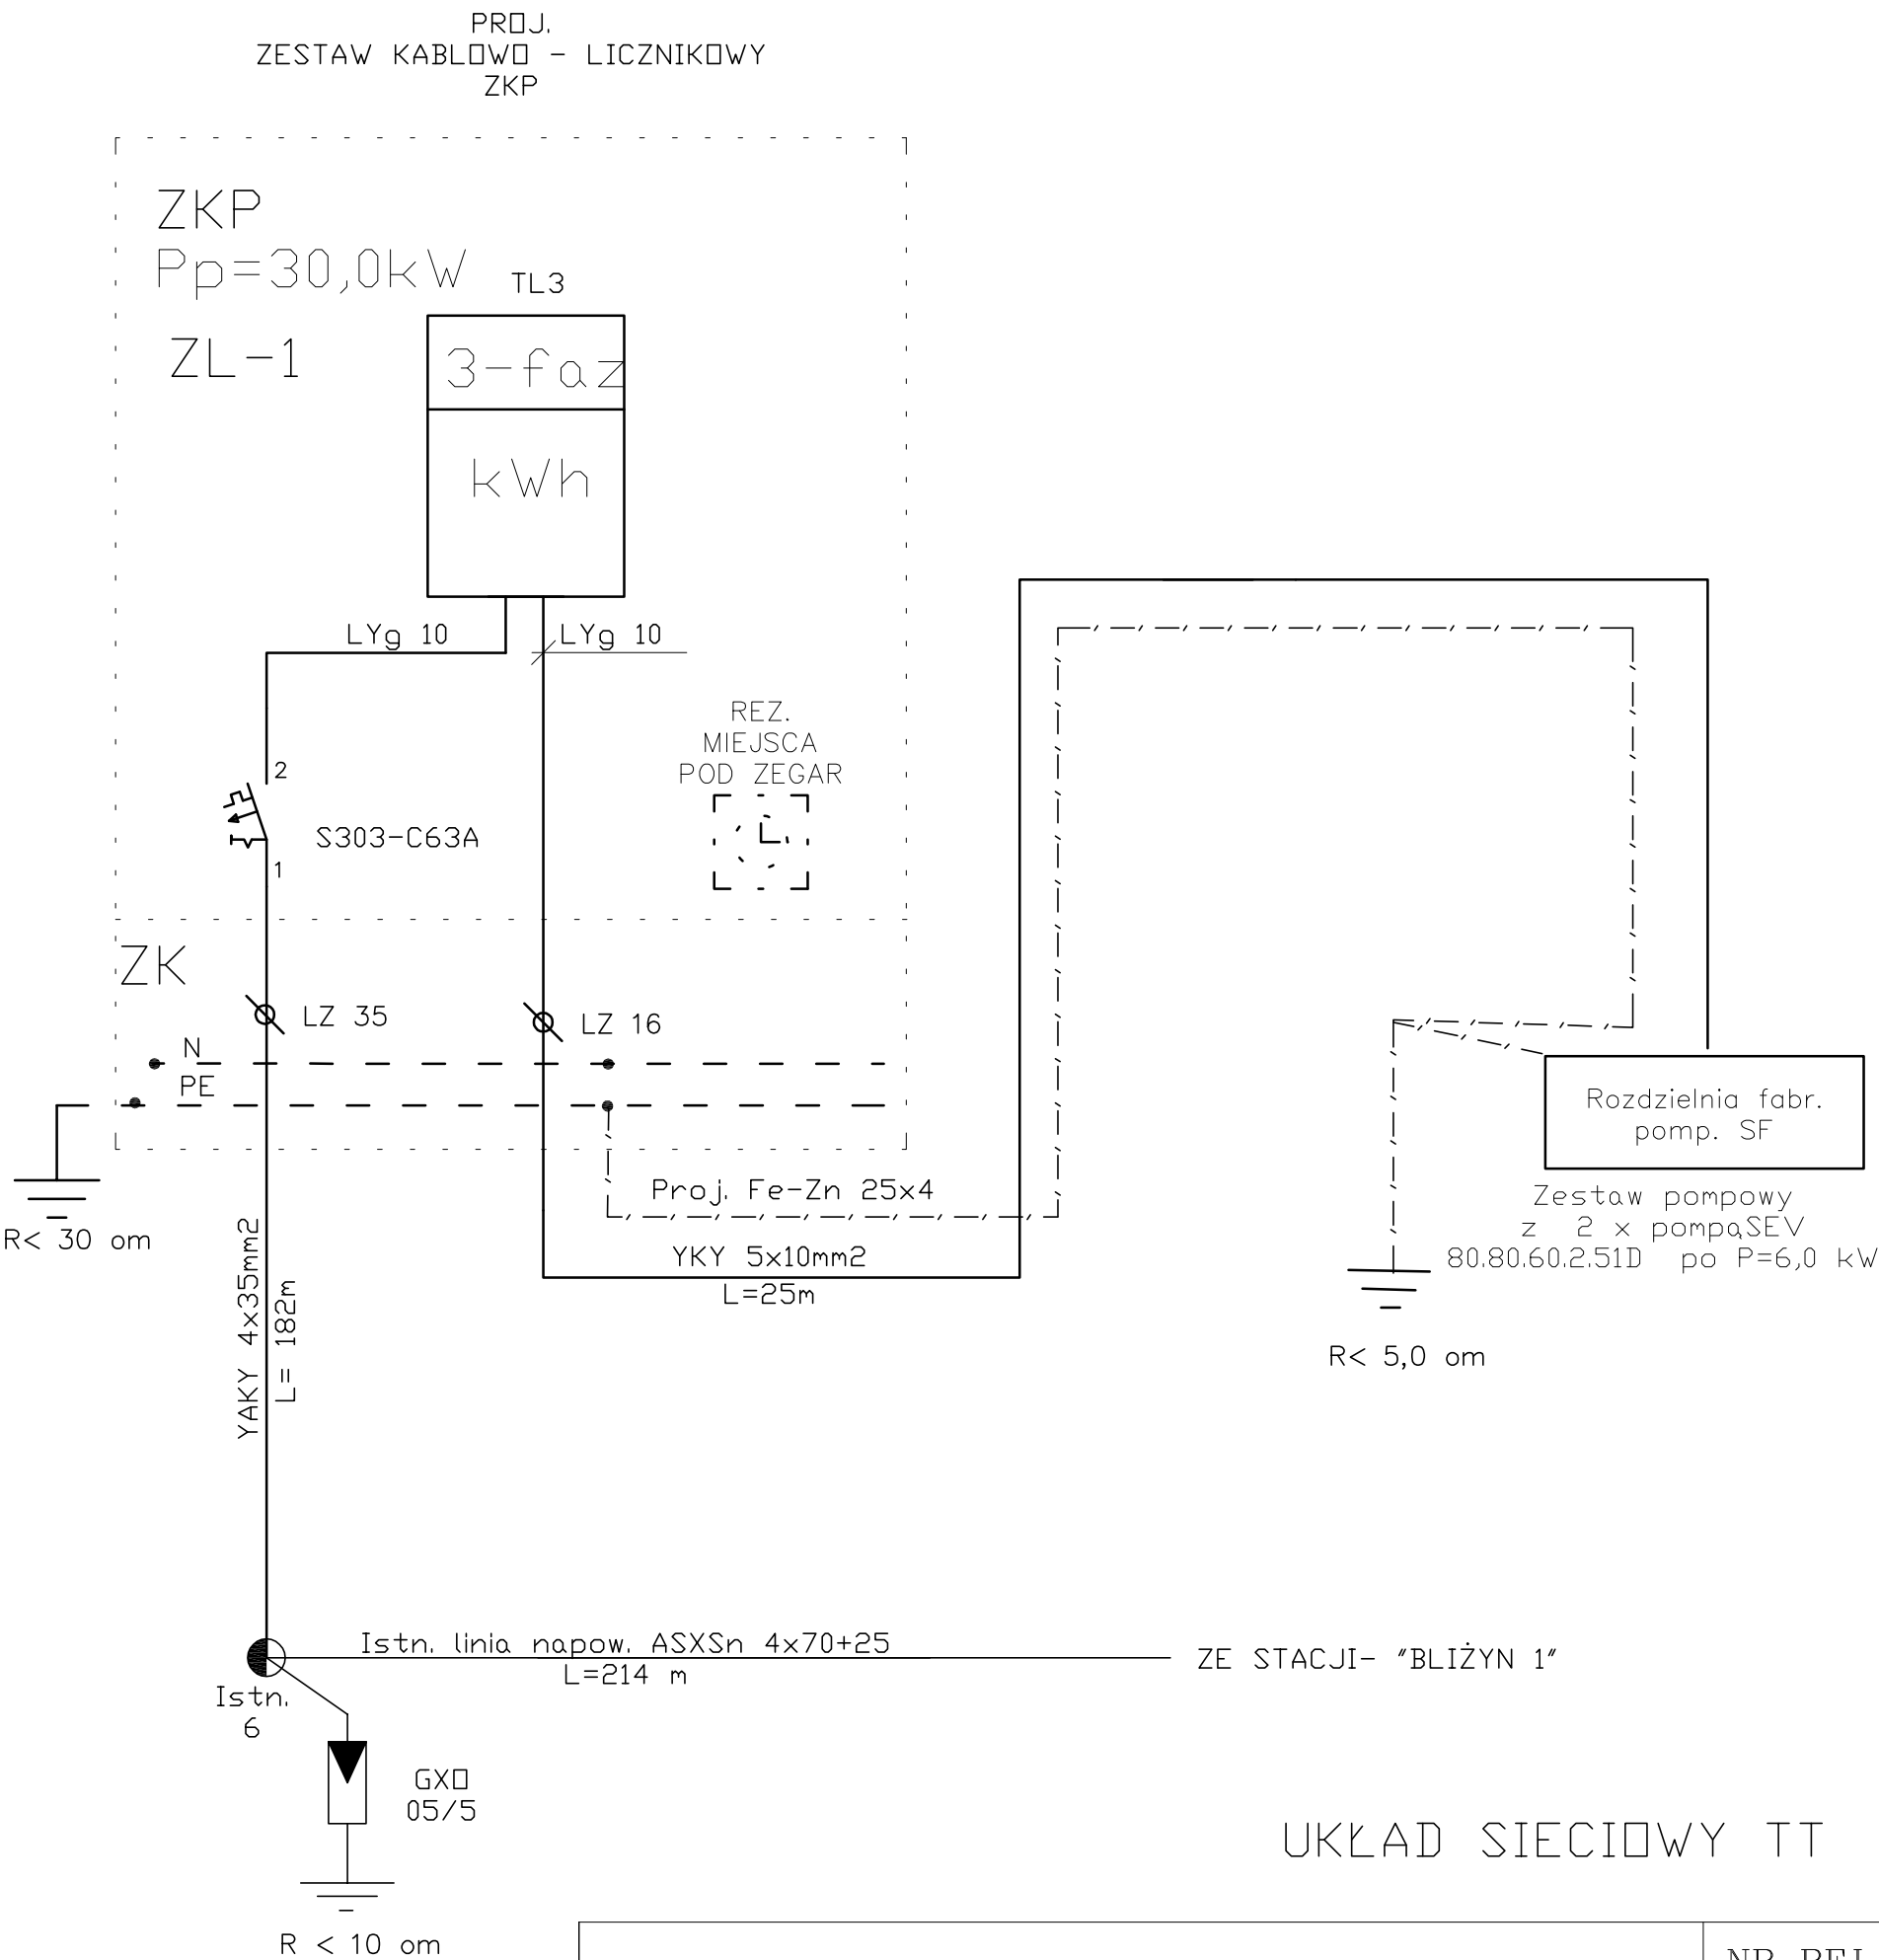 PROJ.
ZESTAW KABLOWO - LICZNIKOWY
ZKP
ZKP
Pp=30,0kW
TL3
ZL-1
3-faz
kWh
LYg 10
LYg 10
REZ.
MIEJSCA
POD ZEGAR
2
S303-C63A
1
ZK
LZ 35
LZ 16
N
PE
R< 30 om
Rozdzielnia fabr.
pomp. SF
Proj. Fe-Zn 25x4
YKY 5x10mm2
L=25m
Zestaw pompowy
z 2 x pompąSEV
80.80.60.2.51D po P=6,0 kW
YAKY 4x35mm2
L= 182m
R< 5,0 om
Istn. linia napow. ASXSn 4x70+25
L=214 m
ZE STACJI- "BLIŻYN 1"
Istn.
6
GXO
05/5
UKŁAD SIECIOWY TT
R < 10 om